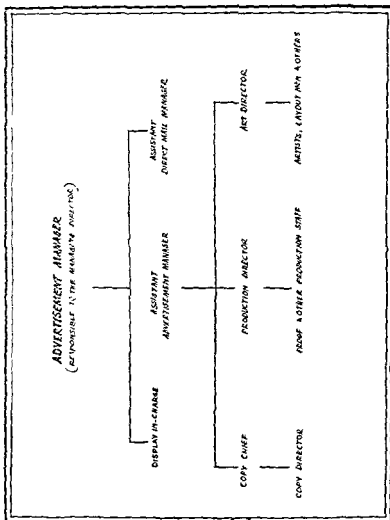 ADVERTISEMENT MANAGER
(RESPONSIBLE TO THE MANAGING DIRECTOR)
DISPLAY IN-CHARGE
ASSISTANT
ADVERTISEMENT MANAGER
ASSISTANT
DIRECT MAIL MANAGER
COPY CHIEF
PRODUCTION DIRECTOR
ART DIRECTOR
COPY DIRECTOR
PROOF & OTHER PRODUCTION STAFF
ARTISTS, LAYOUT MEN & OTHERS